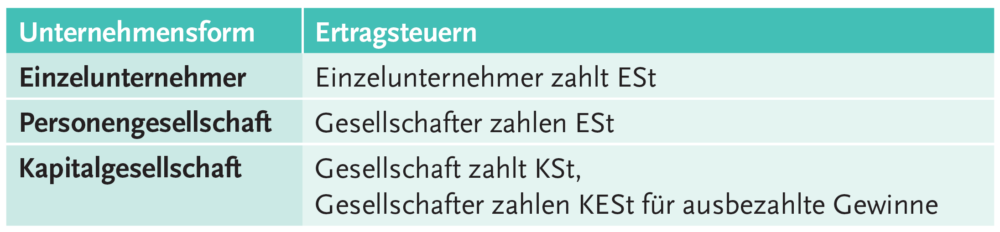 Unternehmensform Ertragsteuern
Einzelunternehmer Einzelunternehmer zahlt ESt
Personengesellschaft Gesellschafter zahlen ESt
Kapitalgesellschaft Gesellschaft zahlt KSt,
Gesellschafter zahlen KESt für ausbezahlte Gewinne